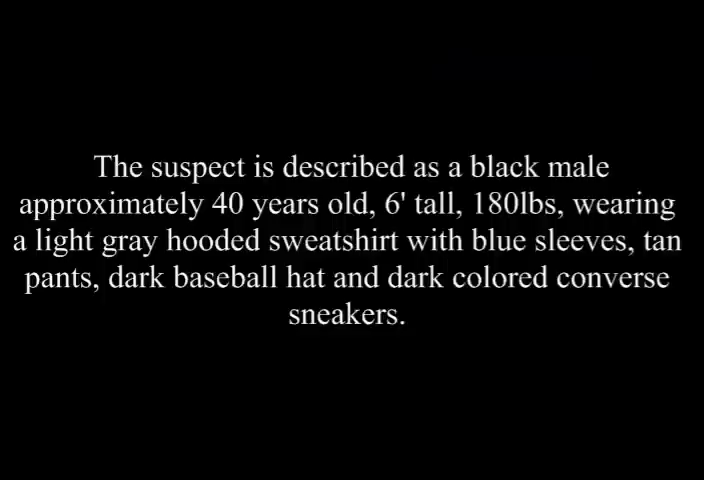 The suspect is described as a black male
approximately 40 years old, 6' tall, 180lbs, wearing
a light gray hooded sweatshirt with blue sleeves, tan
pants, dark baseball hat and dark colored converse
sneakers.